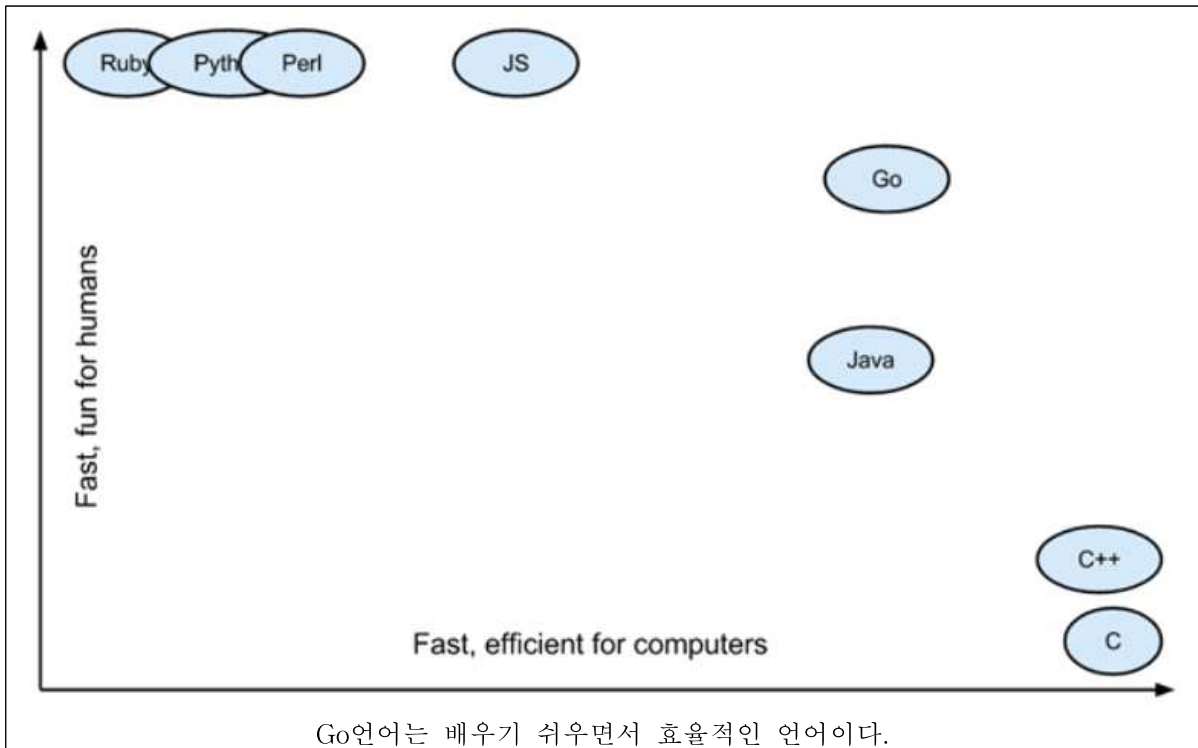 Ruby
Pyth
Perl
JS
Go
Java
C++
C
Fast, fun for humans
Fast, efficient for computers
Go언어는 배우기 쉬우면서 효율적인 언어이다.